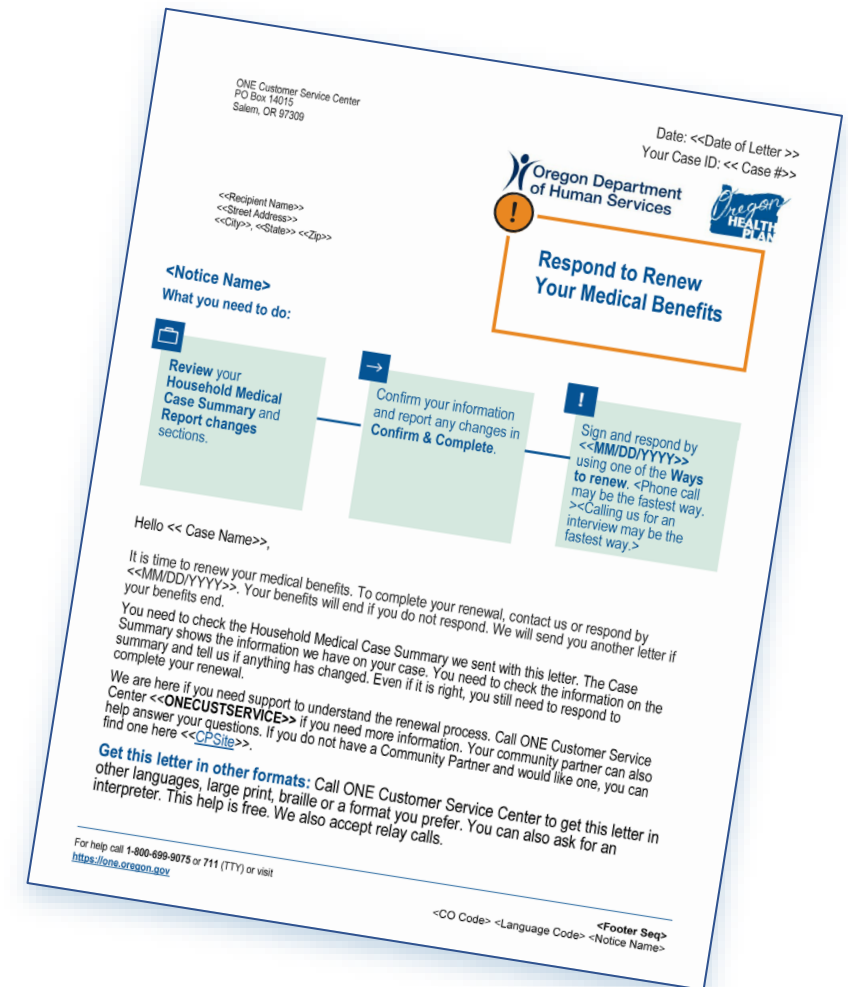 ONE Customer Service Center
PO Box 14015
Salem, OR 97309
Date: <<Date of Letter >>
Your Case ID: << Case #>>
Oregon Department
of Human Services
Oregon
HEALTH
PLAN
<<Recipient Name>>
<<Street Address>>
<<City>>, <<State>> <<Zip>>
!
Respond to Renew
Your Medical Benefits
<Notice Name>
What you need to do:
Review your
Household Medical
Case Summary and
Report changes
sections.
→
Confirm your information
and report any changes in
Confirm & Complete.
!
Sign and respond by
<<MM/DD/YYYY>>
using one of the Ways
to renew. <Phone call
may be the fastest way.
><Calling us for an
interview may be the
fastest way.>
Hello << Case Name>>,
It is time to renew your medical benefits. To complete your renewal, contact us or respond by
<<MM/DD/YYYY>>. Your benefits will end if you do not respond. We will send you another letter if
your benefits end.
You need to check the Household Medical Case Summary we sent with this letter. The Case
Summary shows the information we have on your case. You need to check the information on the
summary and tell us if anything has changed. Even if it is right, you still need to respond to
complete your renewal.
We are here if you need support to understand the renewal process. Call ONE Customer Service
Center <<ONECUSTSERVICE>> if you need more information. Your community partner can also
help answer your questions. If you do not have a Community Partner and would like one, you can
find one here <<CPSite>>.
Get this letter in other formats: Call ONE Customer Service Center to get this letter in
other languages, large print, braille or a format you prefer. You can also ask for an
interpreter. This help is free. We also accept relay calls.
For help call 1-800-699-9075 or 711 (TTY) or visit
https://one.oregon.gov
<Footer Seq>
<CO Code> <Language Code> <Notice Name>